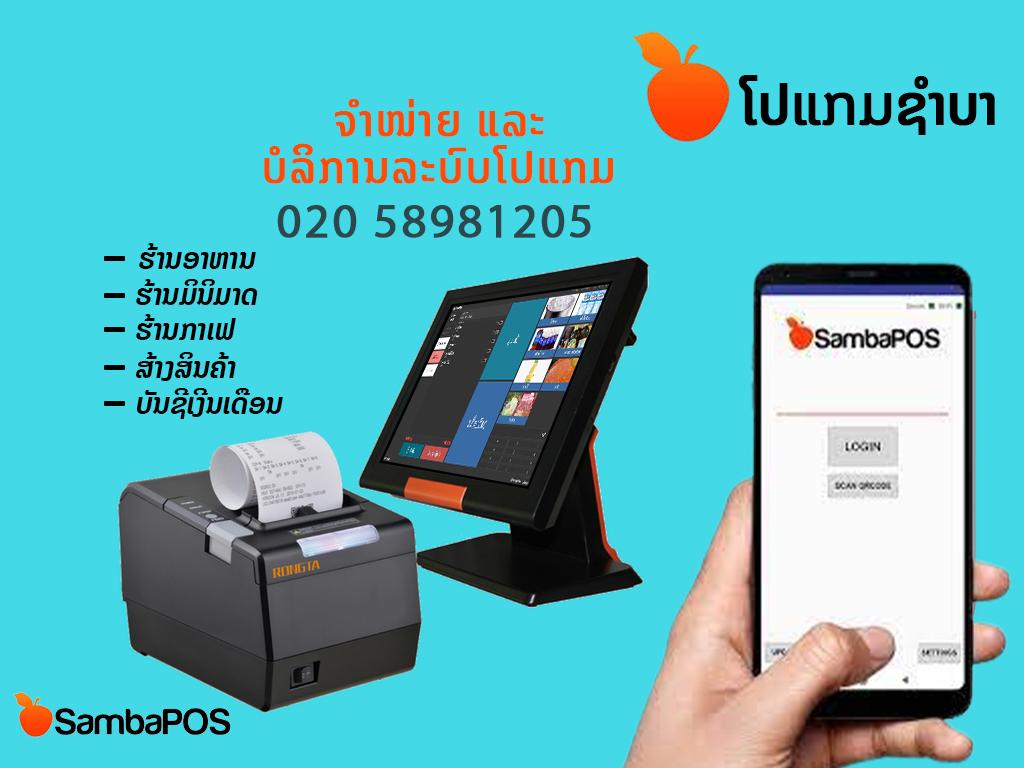 ໂປແກມຊຳບາ
ຈຳໜ່າຍ ແລະ
ບໍລິການລະບົບໂປແກມ
020 58981205
– ຮ້ານອາຫານ
– ຮ້ານມິນິມາດ
– ຮ້ານກາເຟ
– ສ້າງສິນຄ້າ
– ບັນຊີເງິນເດືອນ
SambaPOS
LOGIN
SCAN QRCODE
SETTINGS
RONGTA
SambaPOS